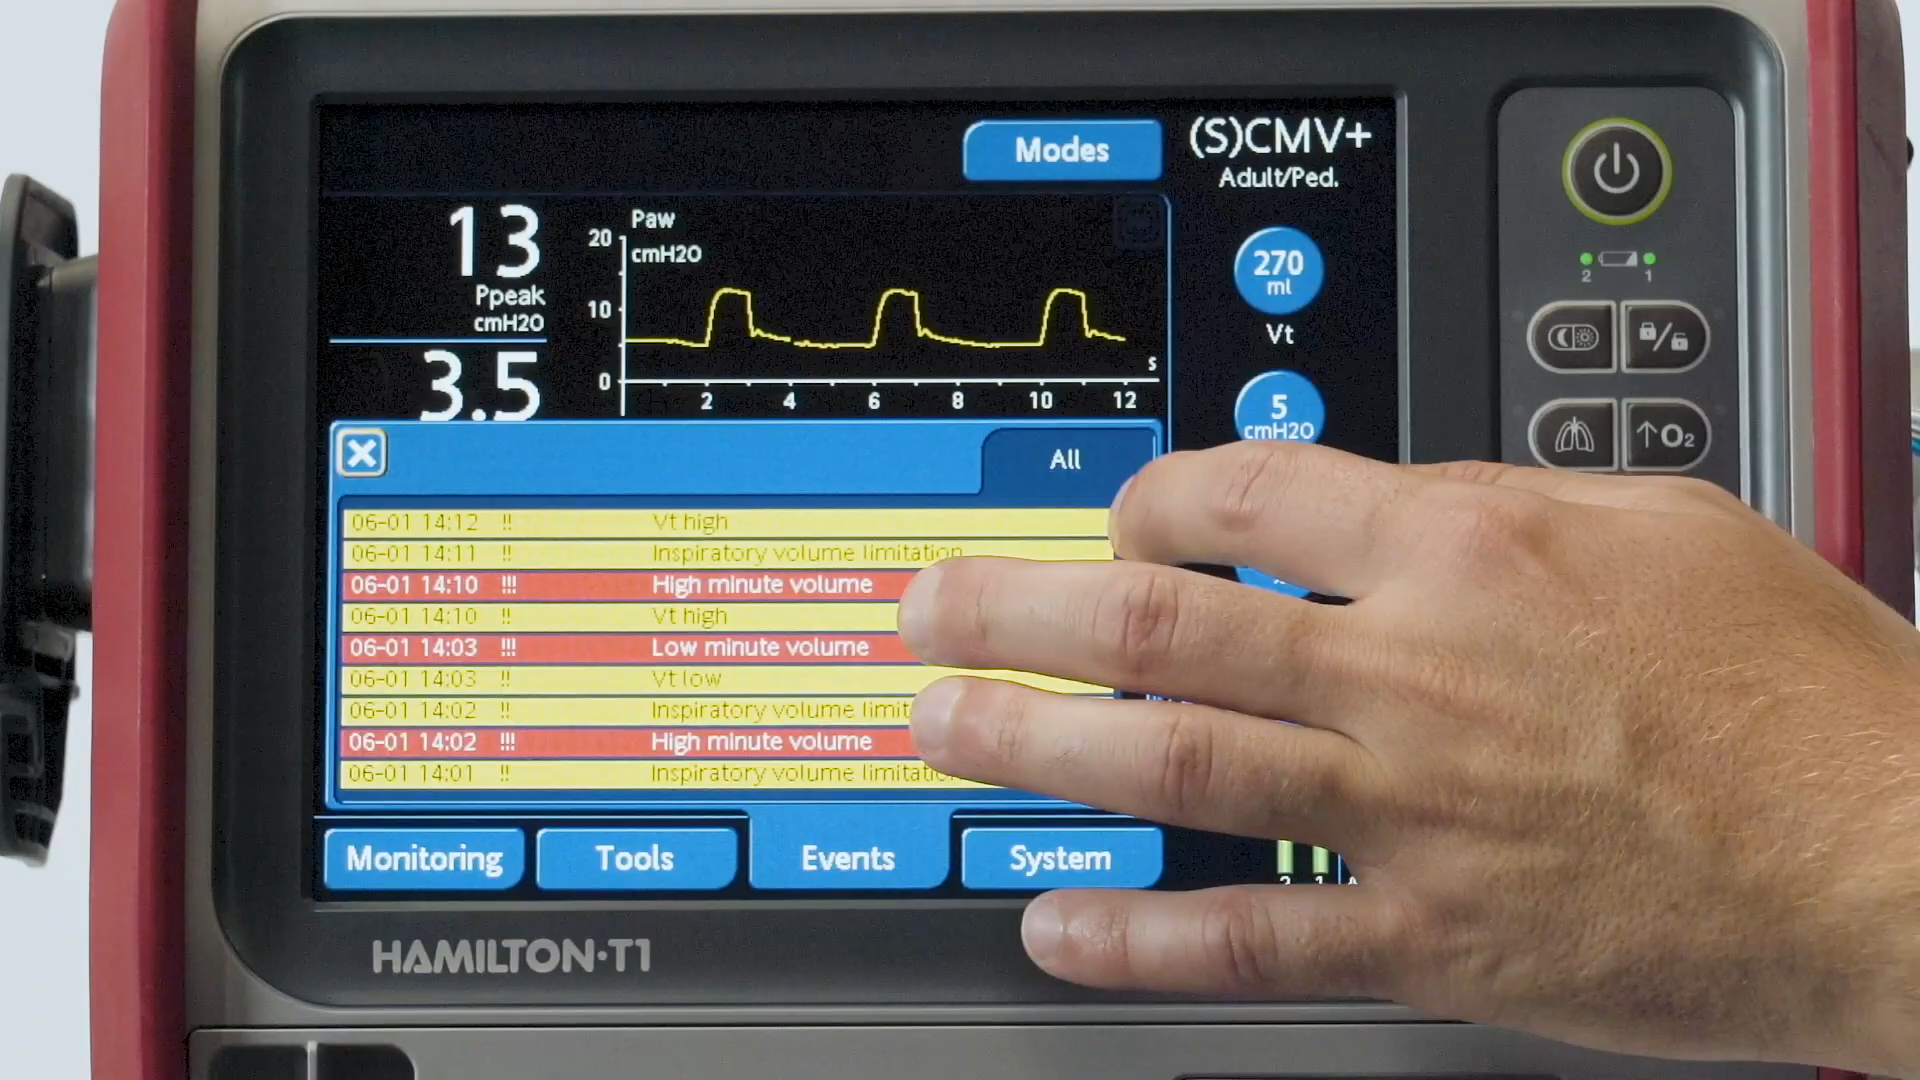 Modes
(S)CMV+
Adult/Ped.
13
Ppeak
cmH2O
3.5
Paw
cmH2O
20
10
0
2 4 6 8 10 12
s
270
ml
Vt
5
cmH2O
2 1
O2
All
06-01 14:12 !! Vt high
06-01 14:11 !! Inspiratory volume limitation
06-01 14:10 !!! High minute volume
06-01 14:10 !! Vt high
06-01 14:03 !!! Low minute volume
06-01 14:03 !! Vt low
06-01 14:02 !! Inspiratory volume
06-01 14:02 !!! High minute volume
06-01 14:01 !! Inspiratory volume
Monitoring
Tools
Events
System
2 1
HAMILTON·T1